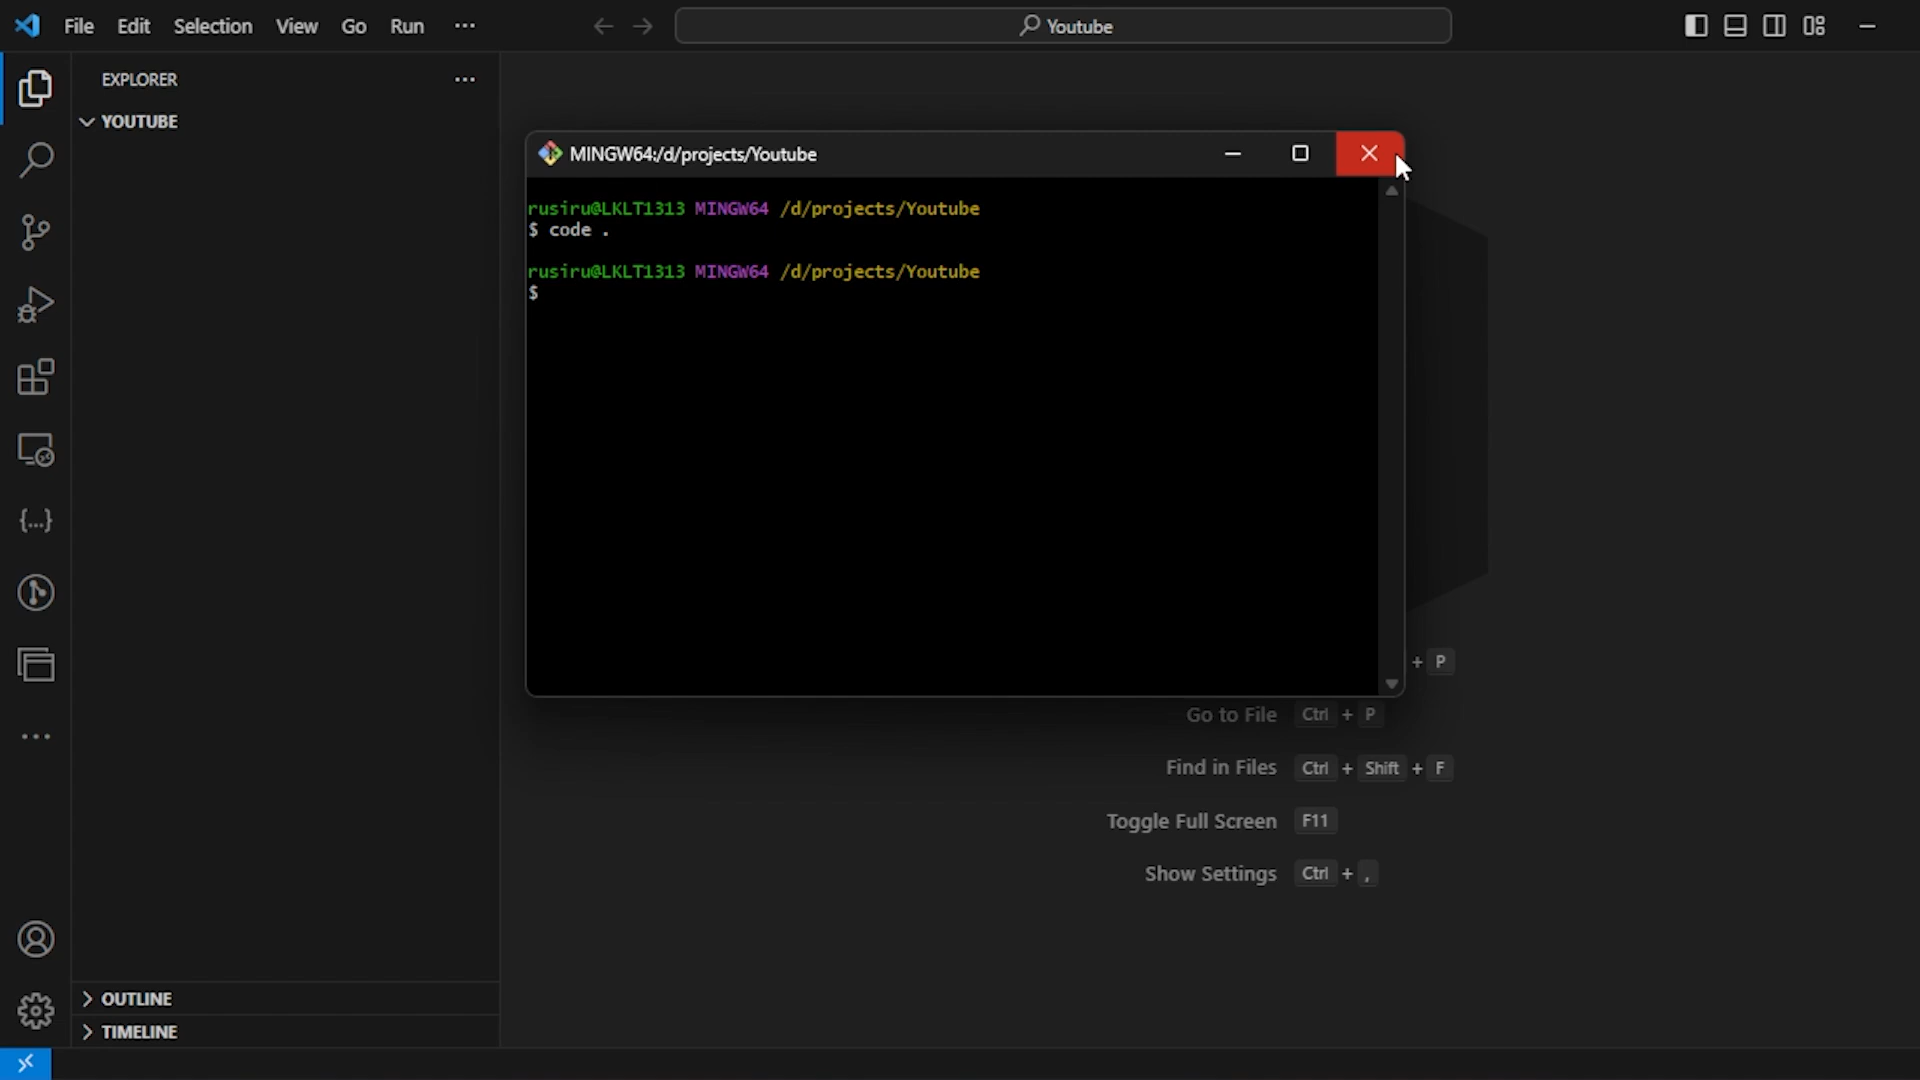 File Edit Selection View Go Run ···
Youtube
EXPLORER ···
YOUTUBE
MINGW64:/d/projects/Youtube
rusiru@LKLT1313 MINGW64 /d/projects/Youtube
$ code .
rusiru@LKLT1313 MINGW64 /d/projects/Youtube
$
+ P
Go to File Ctrl + P
Find in Files Ctrl + Shift + F
Toggle Full Screen F11
Show Settings Ctrl + ,
OUTLINE
TIMELINE